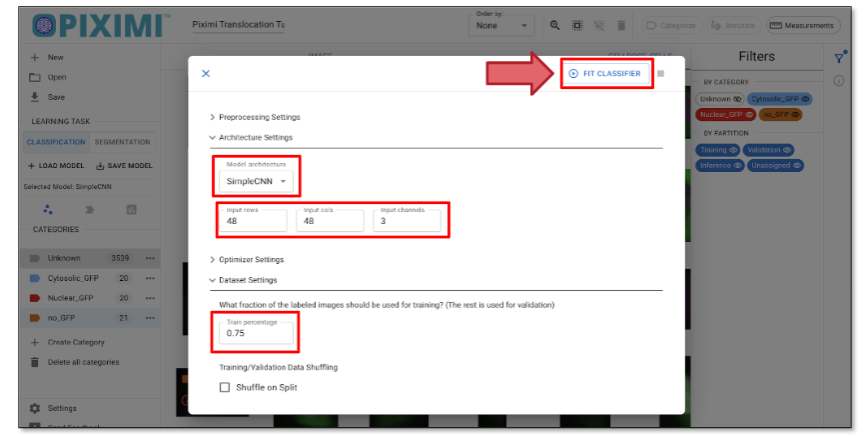 PIXIMI™
Piximi Translocation Tu
Order by:
None
Categorize
Annotate
Measurements
New
Open
Save
LEARNING TASK
CLASSIFICATION SEGMENTATION
+ LOAD MODEL SAVE MODEL
Selected Model: SimpleCNN
CATEGORIES
Unknown 3539
Cytosolic_GFP 20
Nuclear_GFP 20
no_GFP 21
Create Category
Delete all categories
Settings
Send Feedback
IMAGE
CELLPOSE_CELLS
FIT CLASSIFIER
Preprocessing Settings
Architecture Settings
Model architecture
SimpleCNN
Input rows Input cols Input channels
48 48 3
Optimizer Settings
Dataset Settings
What fraction of the labeled images should be used for training? (The rest is used for validation)
Train percentage
0.75
Training/Validation Data Shuffling
Shuffle on Split
Filters
BY CATEGORY
Unknown Cytosolic_GFP
Nuclear_GFP no_GFP
BY PARTITION
Training Validation
Inference Unassigned